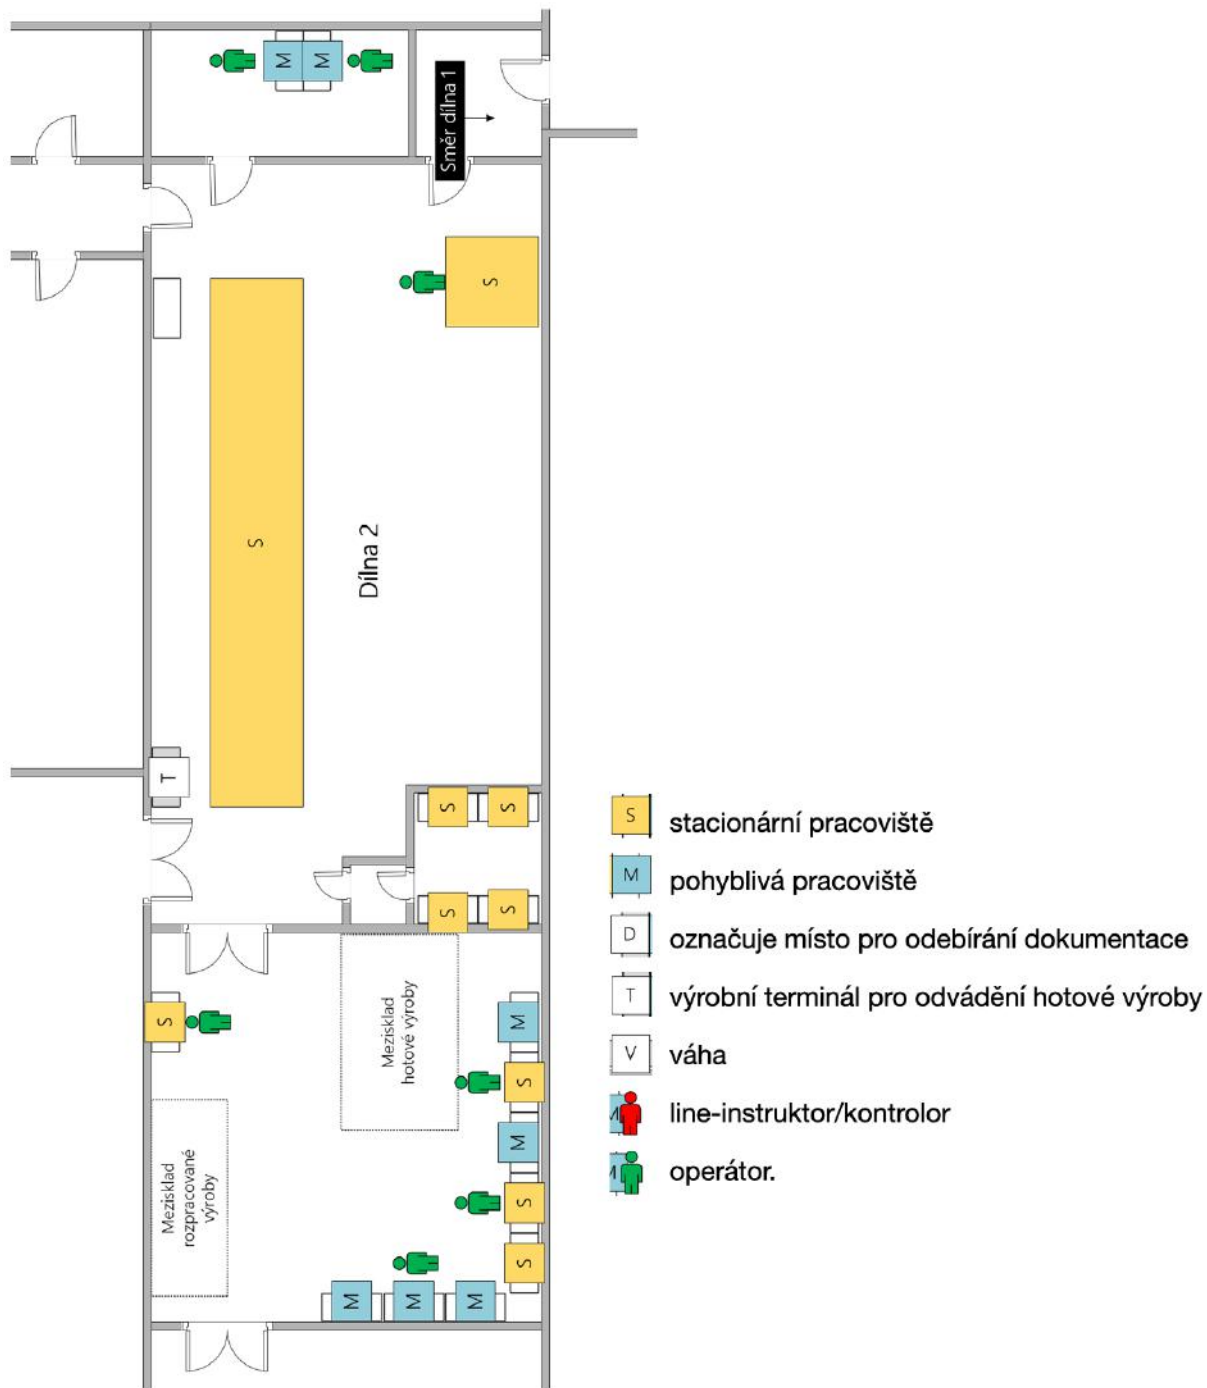 M
M
Směr dílna 1
S
S
Dílna 2
T
S
S
S
S
S
Mezisklad
hotové výroby
M
S
M
S
S
Mezisklad
rozpracované
výroby
M
M
M
S stacionární pracoviště
M pohyblivá pracoviště
D označuje místo pro odebírání dokumentace
T výrobní terminál pro odvádění hotové výroby
V váha
M line-instruktor/kontrolor
M operátor.